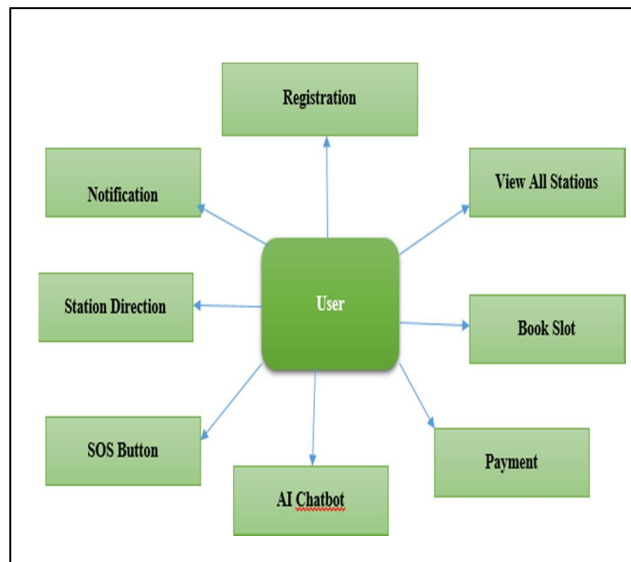 Registration
Notification
View All Stations
User
Station Direction
Book Slot
SOS Button
Payment
AI Chatbot